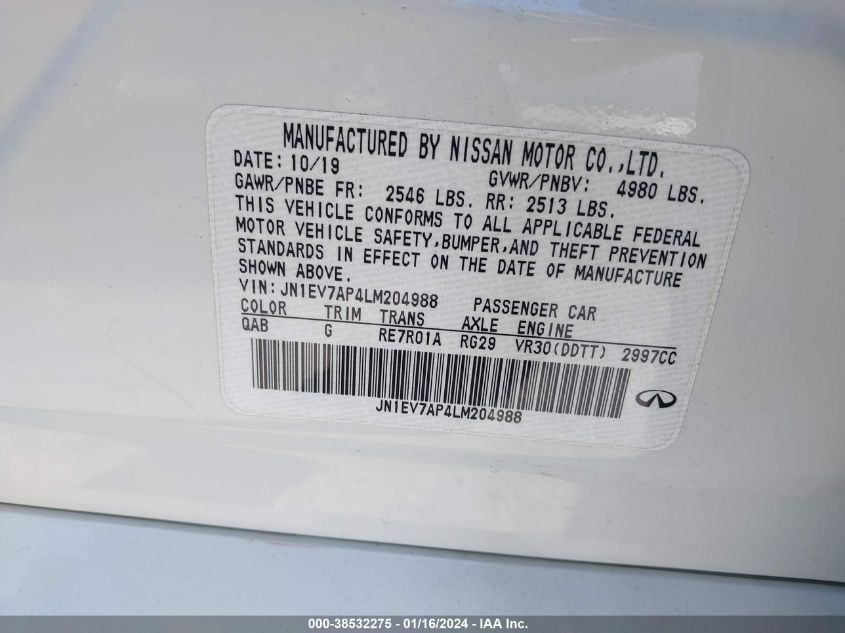 MANUFACTURED BY NISSAN MOTOR CO.,LTD.
DATE: 10/19 GVWR/PNBV: 4980 LBS.
GAWR/PNBE FR: 2546 LBS. RR: 2513 LBS.
THIS VEHICLE CONFORMS TO ALL APPLICABLE FEDERAL
MOTOR VEHICLE SAFETY,BUMPER,AND THEFT PREVENTION
STANDARDS IN EFFECT ON THE DATE OF MANUFACTURE
SHOWN ABOVE.
VIN:JN1EV7AP4LM204988 PASSENGER CAR
COLOR TRIM TRANS AXLE ENGINE
QAB G RE7R01A RG29 VR30(DDTT) 2997CC
JN1EV7AP4LM204988
000-38532275 - 01/16/2024 - IAA Inc.